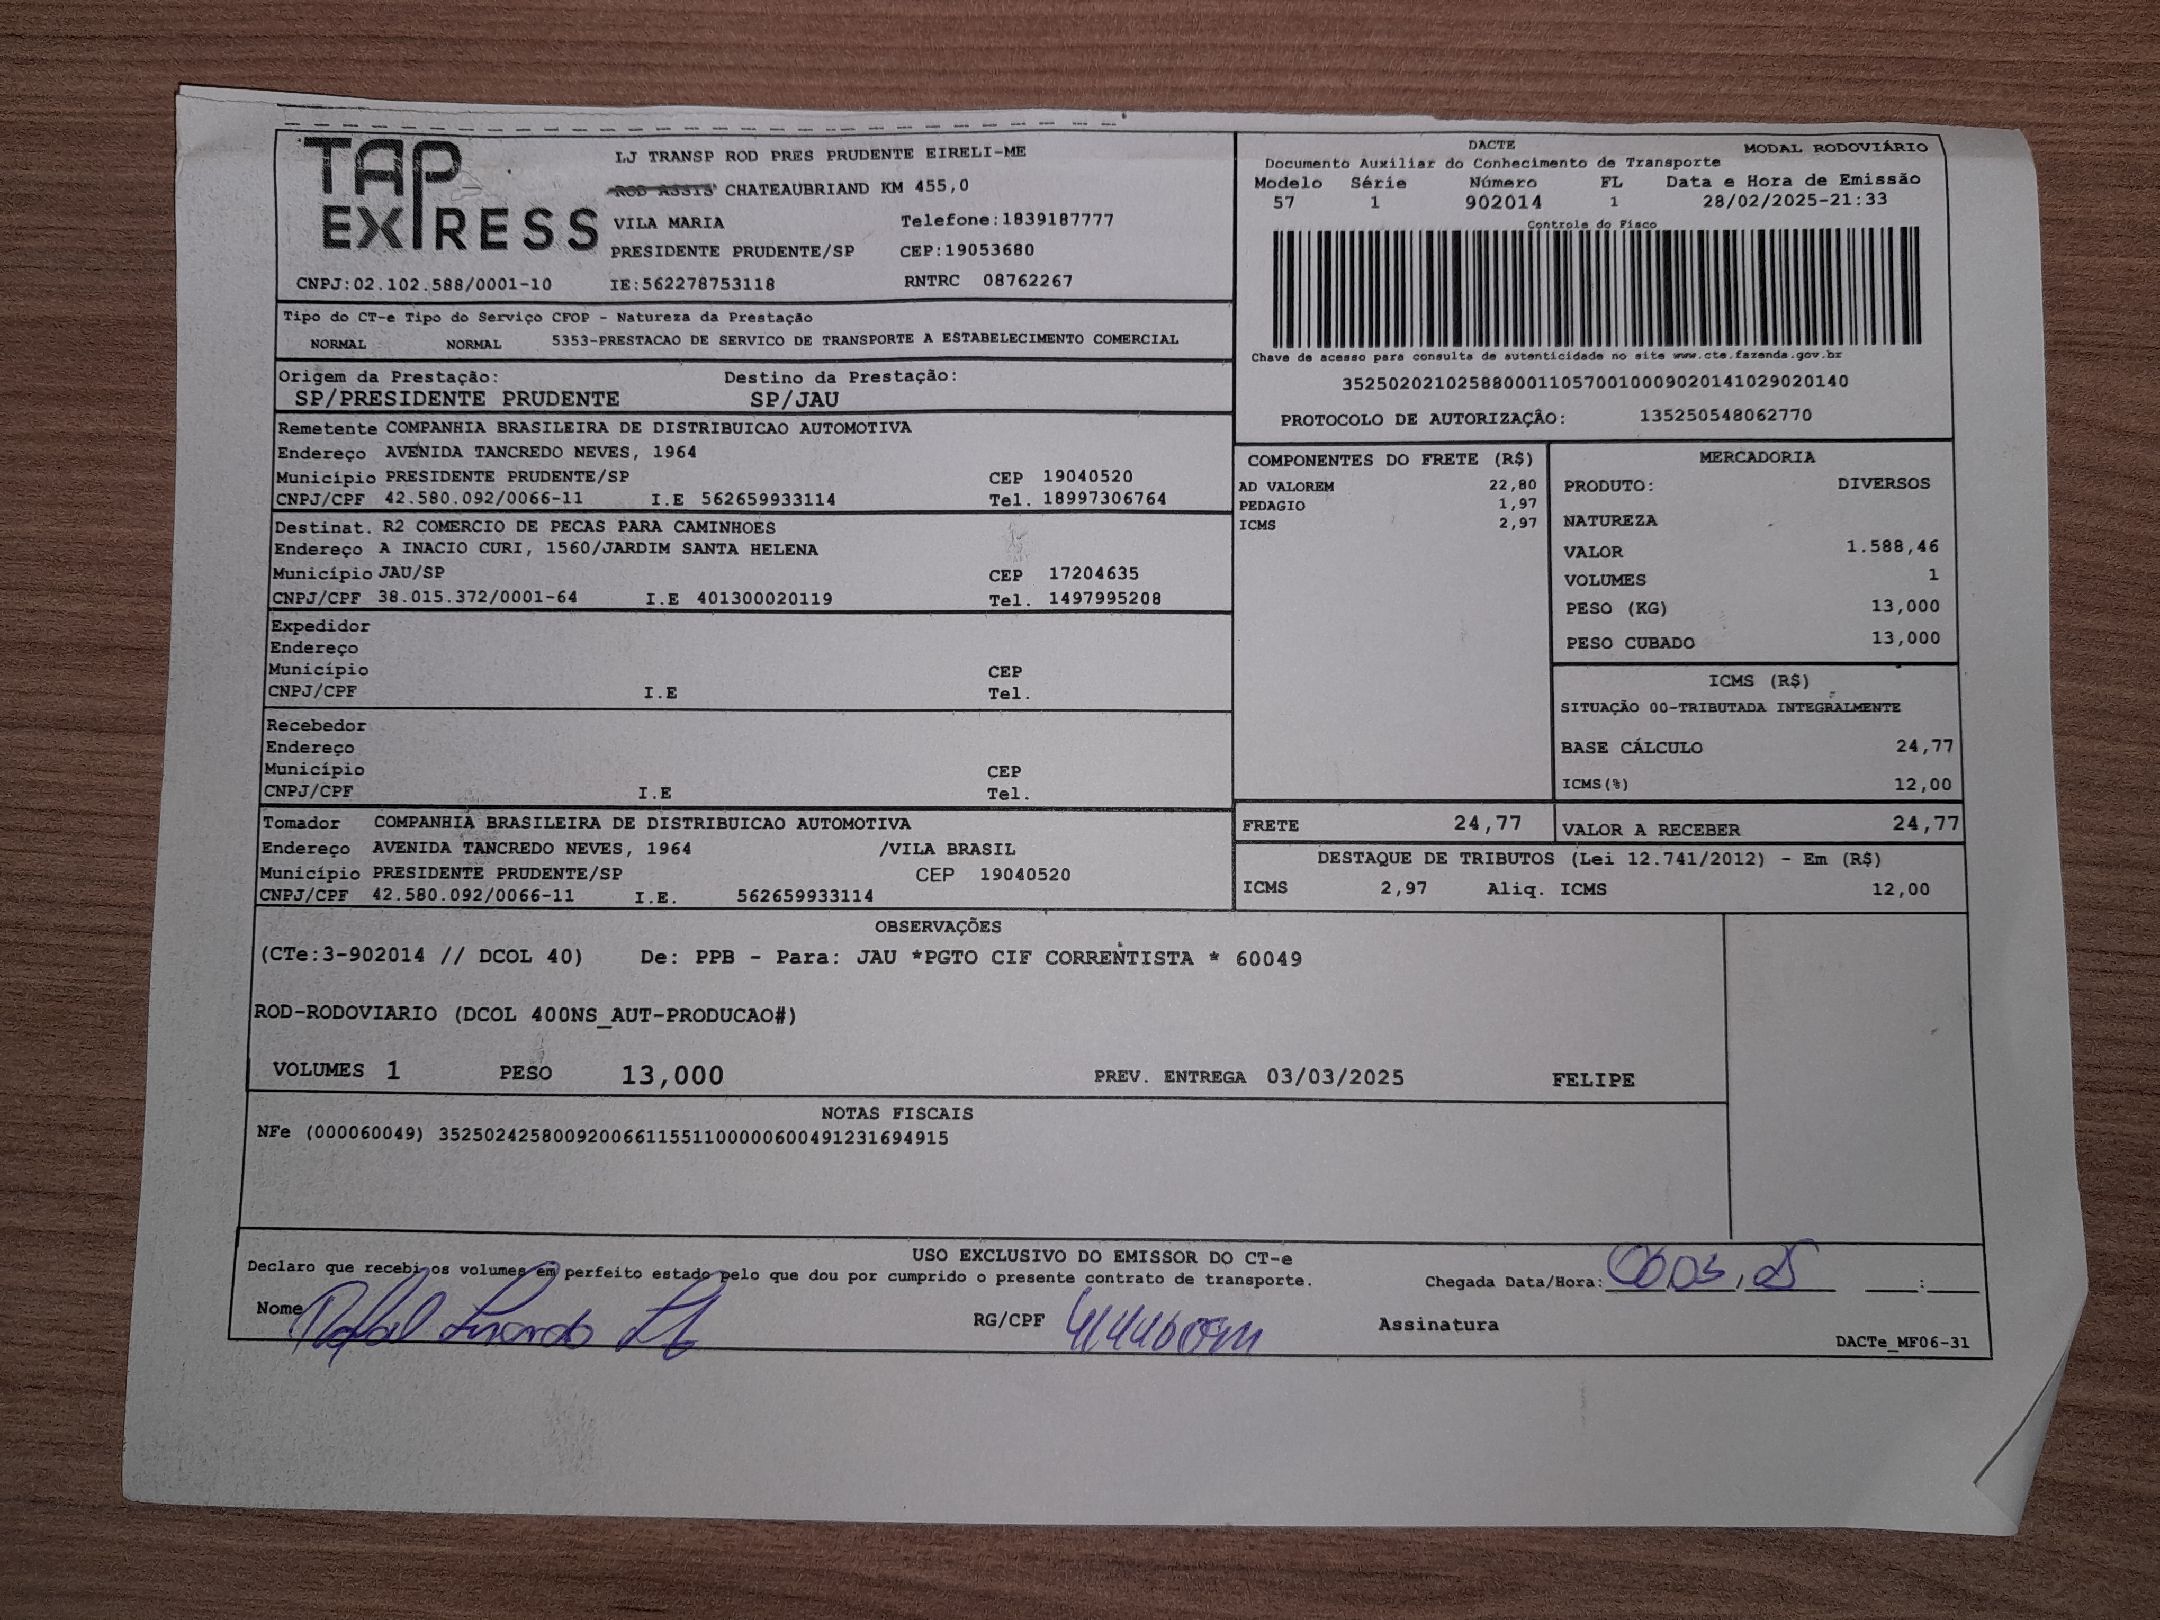 TAP EXPRESS
LJ TRANSP ROD PRES PRUDENTE EIRELI-ME
ROD ASSIS CHATEAUBRIAND KM 455,0
VILA MARIA Telefone:1839187777
PRESIDENTE PRUDENTE/SP CEP:19053680
CNPJ:02.102.588/0001-10 IE:562278753118 RNTRC 08762267
DACTE MODAL RODOVIÁRIO
Documento Auxiliar do Conhecimento de Transporte
Modelo Série Número FL Data e Hora de Emissão
57 1 902014 1 28/02/2025-21:33
Controle do Fisco
Chave de acesso para consulta de autenticidade no site www.cte.fazenda.gov.br
35250202102588000110570010009020141029020140
PROTOCOLO DE AUTORIZAÇÃO: 135250548062770
Tipo do CT-e Tipo do Serviço CFOP - Natureza da Prestação
NORMAL NORMAL 5353-PRESTACAO DE SERVICO DE TRANSPORTE A ESTABELECIMENTO COMERCIAL
Origem da Prestação: Destino da Prestação:
SP/PRESIDENTE PRUDENTE SP/JAU
Remetente COMPANHIA BRASILEIRA DE DISTRIBUICAO AUTOMOTIVA
Endereço AVENIDA TANCREDO NEVES, 1964
Município PRESIDENTE PRUDENTE/SP CEP 19040520
CNPJ/CPF 42.580.092/0066-11 I.E 562659933114 Tel. 18997306764
Destinat. R2 COMERCIO DE PECAS PARA CAMINHOES
Endereço A INACIO CURI, 1560/JARDIM SANTA HELENA
Município JAU/SP CEP 17204635
CNPJ/CPF 38.015.372/0001-64 I.E 401300020119 Tel. 1497995208
Expedidor
Endereço
Município CEP
CNPJ/CPF I.E Tel.
Recebedor
Endereço
Município CEP
CNPJ/CPF I.E Tel.
Tomador COMPANHIA BRASILEIRA DE DISTRIBUICAO AUTOMOTIVA
Endereço AVENIDA TANCREDO NEVES, 1964 /VILA BRASIL
Município PRESIDENTE PRUDENTE/SP CEP 19040520
CNPJ/CPF 42.580.092/0066-11 I.E. 562659933114
COMPONENTES DO FRETE (R$)
AD VALOREM 22,80
PEDAGIO 1,97
ICMS 2,97
MERCADORIA
PRODUTO: DIVERSOS
NATUREZA
VALOR 1.588,46
VOLUMES 1
PESO (KG) 13,000
PESO CUBADO 13,000
ICMS (R$)
SITUAÇÃO 00-TRIBUTADA INTEGRALMENTE
BASE CÁLCULO 24,77
ICMS(%) 12,00
FRETE 24,77 VALOR A RECEBER 24,77
DESTAQUE DE TRIBUTOS (Lei 12.741/2012) - Em (R$)
ICMS 2,97 Aliq. ICMS 12,00
OBSERVAÇÕES
(CTe:3-902014 // DCOL 40) De: PPB - Para: JAU *PGTO CIF CORRENTISTA * 60049
ROD-RODOVIARIO (DCOL 400NS_AUT-PRODUCAO#)
VOLUMES 1 PESO 13,000 PREV. ENTREGA 03/03/2025 FELIPE
NOTAS FISCAIS
NFe (000060049) 35250242580092006611551100000600491231694915
USO EXCLUSIVO DO EMISSOR DO CT-e
Declaro que recebi os volumes em perfeito estado pelo que dou por cumprido o presente contrato de transporte. Chegada Data/Hora: :
Nome Rafael RG/CPF Assinatura
DACTe_MF06-31